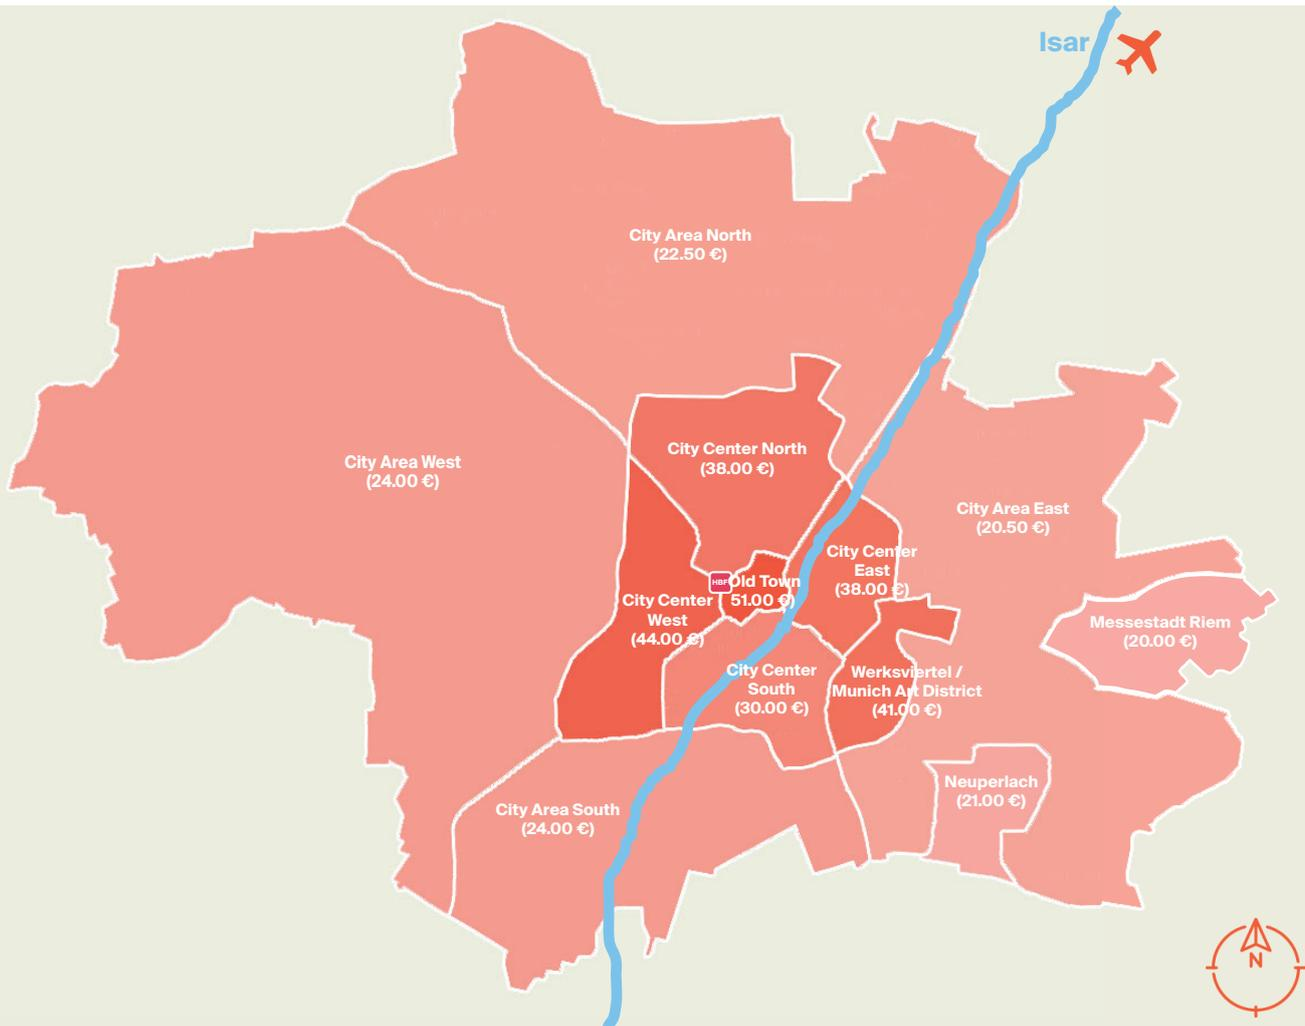 Isar
City Area North
(22.50 €)
City Center North
(38.00 €)
City Area West
(24.00 €)
City Area East
(20.50 €)
City Center
East
(38.00 €)
HBF
Old Town
51.00 €)
City Center
West
(44.00 €)
Messestadt Riem
(20.00 €)
City Center
South
(30.00 €)
Werksviertel /
Munich Art District
(41.00 €)
Neuperlach
(21.00 €)
City Area South
(24.00 €)
N